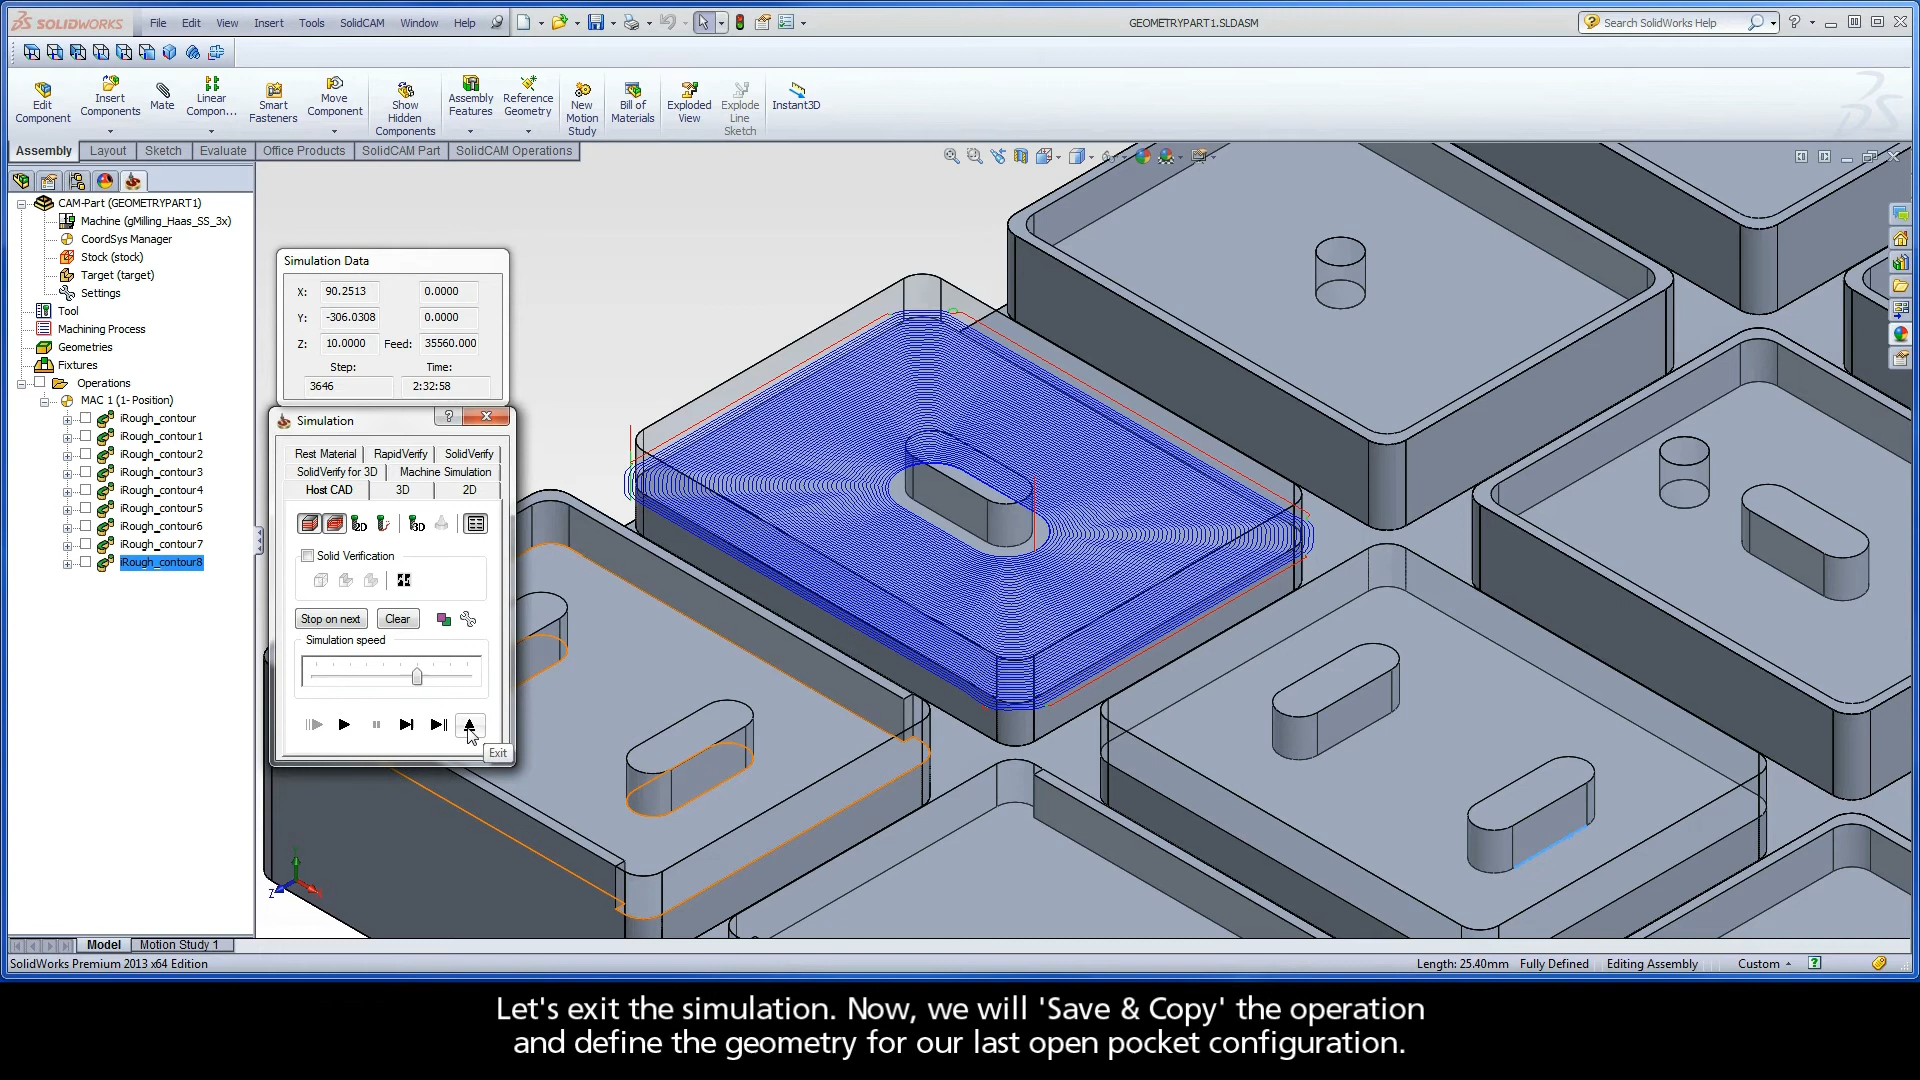 SOLIDWORKS File Edit View Insert Tools SolidCAM Window Help GEOMETRYPART1.SLDASM Search SolidWorks Help
Edit Component
Insert Components
Mate
Linear Compon...
Smart Fasteners
Move Component
Show Hidden Components
Assembly Features
Reference Geometry
New Motion Study
Bill of Materials
Exploded View
Explode Line Sketch
Instant3D
Assembly Layout Sketch Evaluate Office Products SolidCAM Part SolidCAM Operations
CAM-Part (GEOMETRYPART1)
Machine (gMilling_Haas_SS_3x)
CoordSys Manager
Stock (stock)
Target (target)
Settings
Tool
Machining Process
Geometries
Fixtures
Operations
MAC 1 (1- Position)
iRough_contour
iRough_contour1
iRough_contour2
iRough_contour3
iRough_contour4
iRough_contour5
iRough_contour6
iRough_contour7
iRough_contour8
Simulation Data
X: 90.2513 0.0000
Y: -306.0308 0.0000
Z: 10.0000 Feed: 35560.000
Step: Time:
3646 2:32:58
Simulation
Rest Material RapidVerify SolidVerify
SolidVerify for 3D Machine Simulation
Host CAD 3D 2D
2D 3D
Solid Verification
Stop on next Clear
Simulation speed
Exit
Z
Model Motion Study 1
SolidWorks Premium 2013 x64 Edition Length: 25.40mm Fully Defined Editing Assembly Custom
Let's exit the simulation. Now, we will 'Save & Copy' the operation
and define the geometry for our last open pocket configuration.